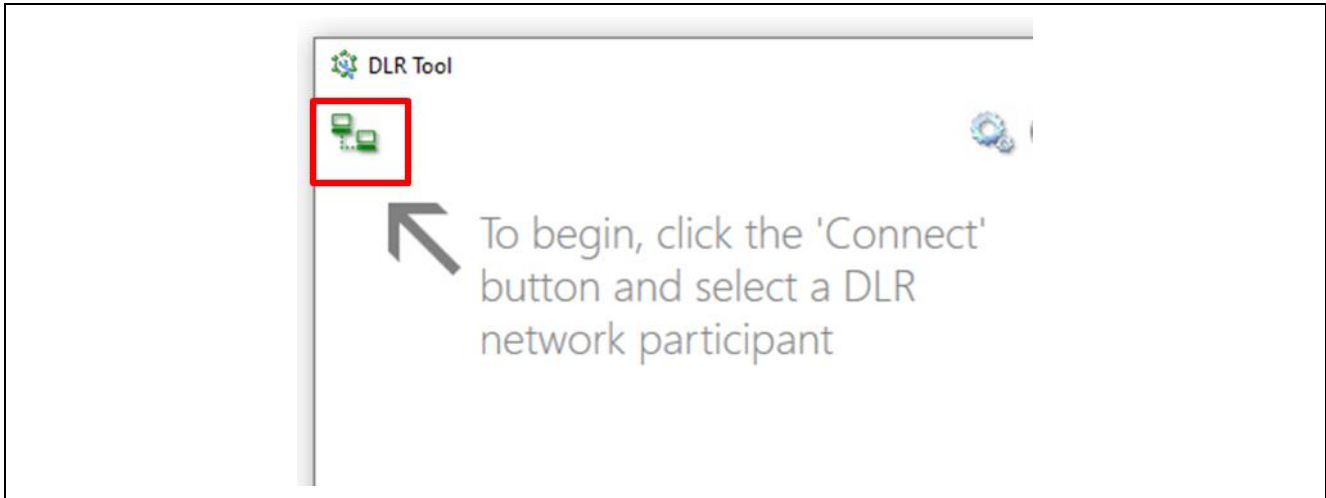 DLR Tool
To begin, click the 'Connect'
button and select a DLR
network participant